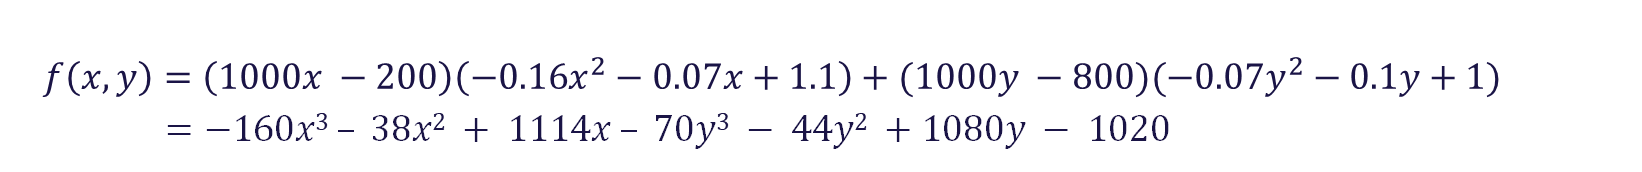 f(x, y) = (1000x − 200)(−0.16x² − 0.07x + 1.1) + (1000y − 800)(−0.07y² − 0.1y + 1)
= −160x³ – 38x² + 1114x – 70y³ − 44y² + 1080y − 1020